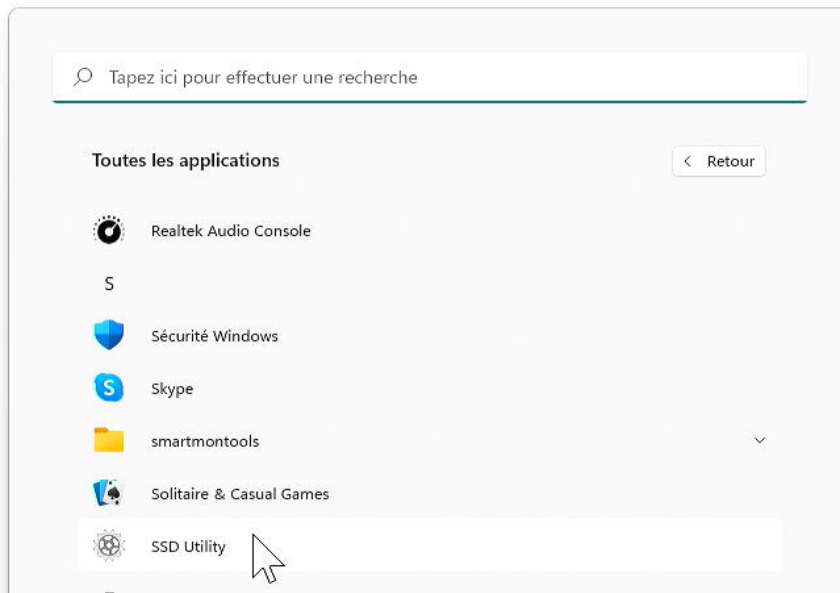 Tapez ici pour effectuer une recherche
Toutes les applications
Retour
Realtek Audio Console
S
Sécurité Windows
Skype
smartmontools
Solitaire & Casual Games
SSD Utility